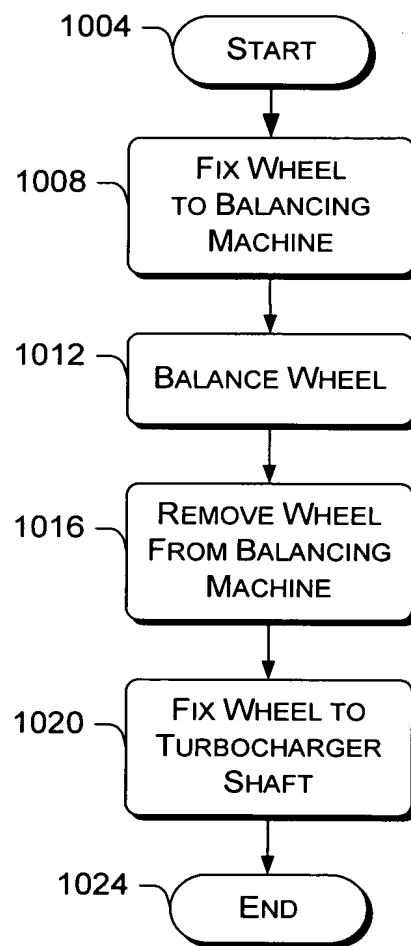 1004
START
1008
FIX WHEEL
TO BALANCING
MACHINE
1012
BALANCE WHEEL
1016
REMOVE WHEEL
FROM BALANCING
MACHINE
1020
FIX WHEEL TO
TURBOCHARGER
SHAFT
1024
END